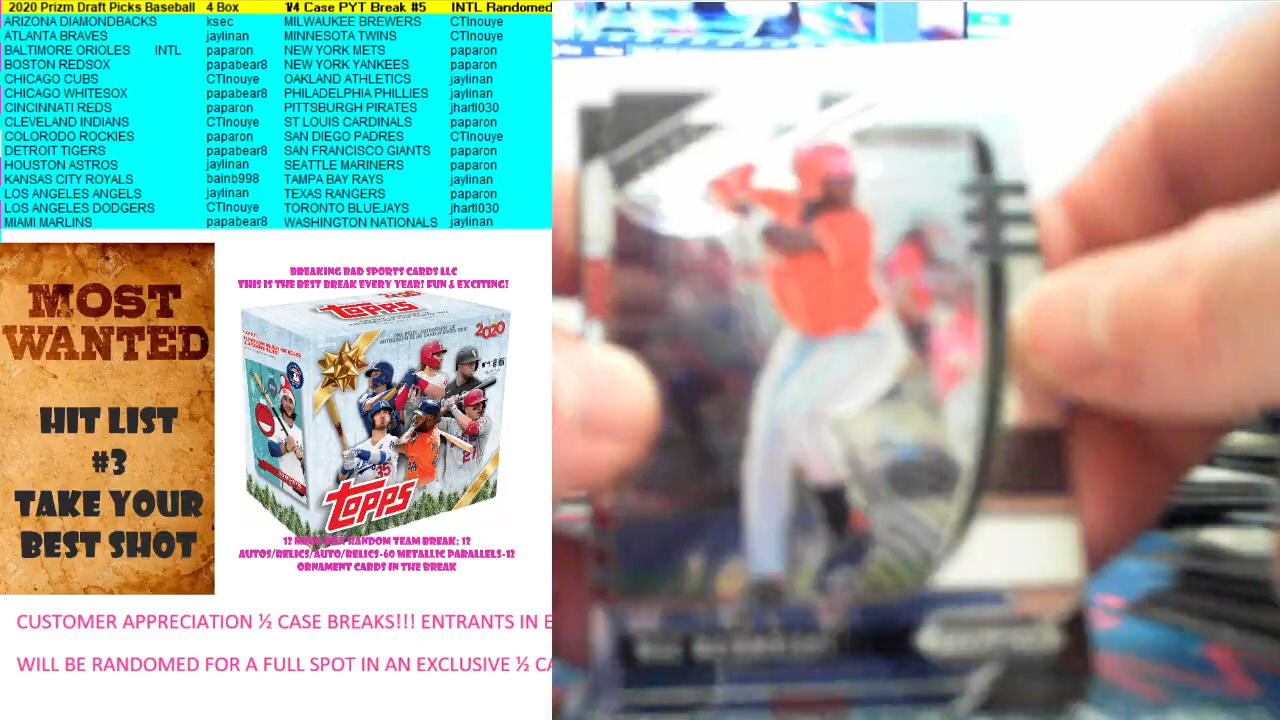 2020 Prizm Draft Picks Baseball 4 Box 1/4 Case PYT Break #5 INTL Randomed
ARIZONA DIAMONDBACKS ksec MILWAUKEE BREWERS CTInouye
ATLANTA BRAVES jaylinan MINNESOTA TWINS CTInouye
BALTIMORE ORIOLES INTL paparon NEW YORK METS paparon
BOSTON REDSOX papabear8 NEW YORK YANKEES paparon
CHICAGO CUBS CTInouye OAKLAND ATHLETICS jaylinan
CHICAGO WHITESOX papabear8 PHILADELPHIA PHILLIES jaylinan
CINCINNATI REDS paparon PITTSBURGH PIRATES jhartl030
CLEVELAND INDIANS CTInouye ST LOUIS CARDINALS paparon
COLORODO ROCKIES paparon SAN DIEGO PADRES CTInouye
DETROIT TIGERS papabear8 SAN FRANCISCO GIANTS paparon
HOUSTON ASTROS jaylinan SEATTLE MARINERS paparon
KANSAS CITY ROYALS bainb998 TAMPA BAY RAYS jaylinan
LOS ANGELES ANGELS jaylinan TEXAS RANGERS paparon
LOS ANGELES DODGERS CTInouye TORONTO BLUEJAYS jhartl030
MIAMI MARLINS papabear8 WASHINGTON NATIONALS jaylinan
MOST
WANTED
HIT LIST
#3
TAKE YOUR
BEST SHOT
BREAKING BAD SPORTS CARDS LLC
THIS IS THE BEST BREAK EVERY YEAR! FUN & EXCITING!
TOPPS
2020
35
TOPPS
12 MEGA BOX RANDOM TEAM BREAK: 12
AUTOS/RELICS/AUTO/RELICS-60 METALLIC PARALLELS-12
ORNAMENT CARDS IN THE BREAK
CUSTOMER APPRECIATION ½ CASE BREAKS!!! ENTRANTS IN
WILL BE RANDOMED FOR A FULL SPOT IN AN EXCLUSIVE ½